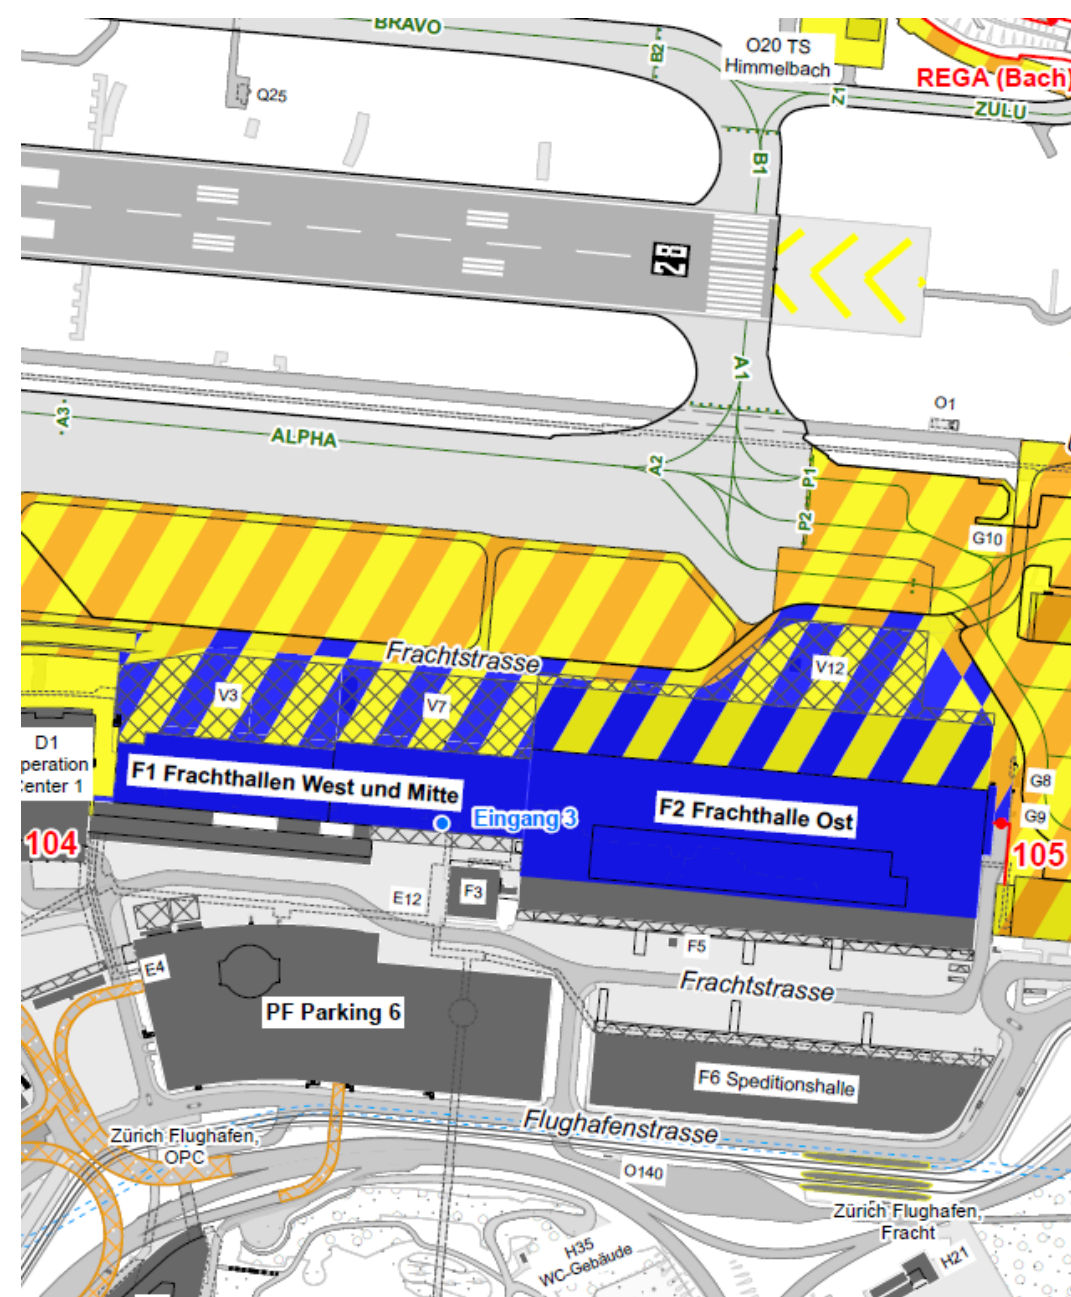 BRAVO
B2
O20 TS
Himmelbach
REGA (Bach)
Z1
ZULU
Q25
B1
28
A1
A3
ALPHA
O1
A2
P1
P2
G10
Frachtstrasse
V3
V7
V12
D1
peration
Center 1
F1 Frachthallen West und Mitte
F2 Frachthalle Ost
G8
G9
Eingang 3
104
105
F3
E12
F5
E4
Frachtstrasse
PF Parking 6
F6 Speditionshalle
Flughafenstrasse
Zürich Flughafen,
OPC
O140
Zürich Flughafen,
Fracht
H35
WC-Gebäude
H21